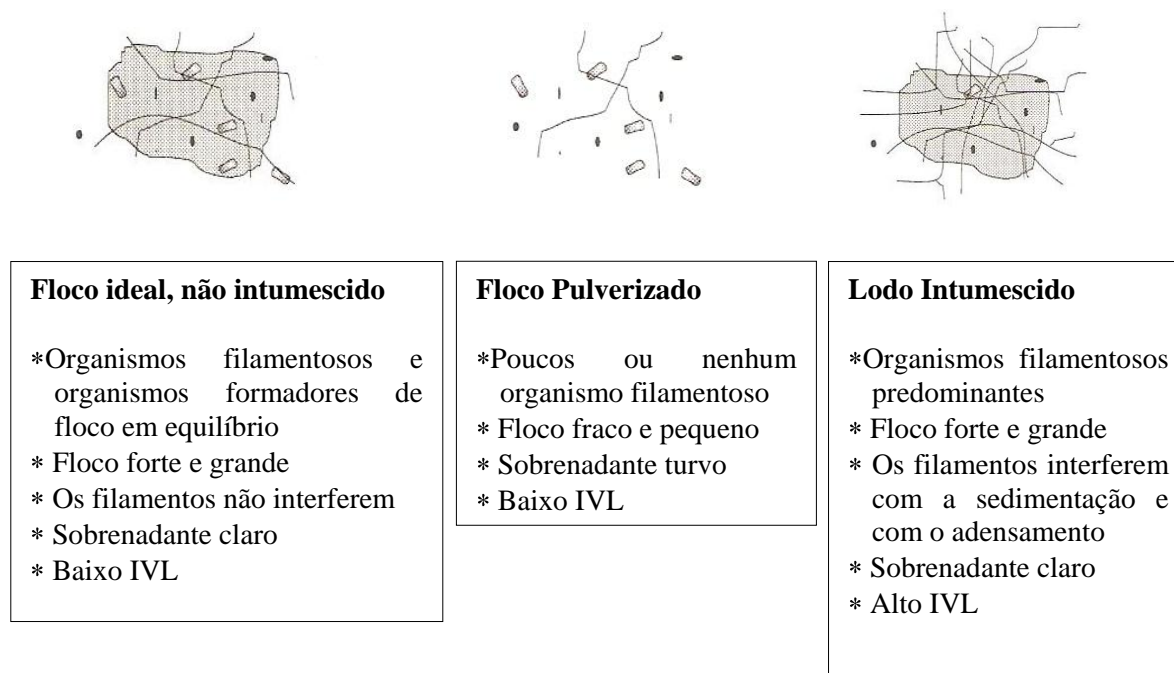 Floco ideal, não intumescido
∗Organismos filamentosos e
organismos formadores de
floco em equilíbrio
∗ Floco forte e grande
∗ Os filamentos não interferem
∗ Sobrenadante claro
∗ Baixo IVL
Floco Pulverizado
∗Poucos ou nenhum
organismo filamentoso
∗ Floco fraco e pequeno
∗ Sobrenadante turvo
∗ Baixo IVL
Lodo Intumescido
∗Organismos filamentosos
predominantes
∗ Floco forte e grande
∗ Os filamentos interferem
com a sedimentação e
com o adensamento
∗ Sobrenadante claro
∗ Alto IVL